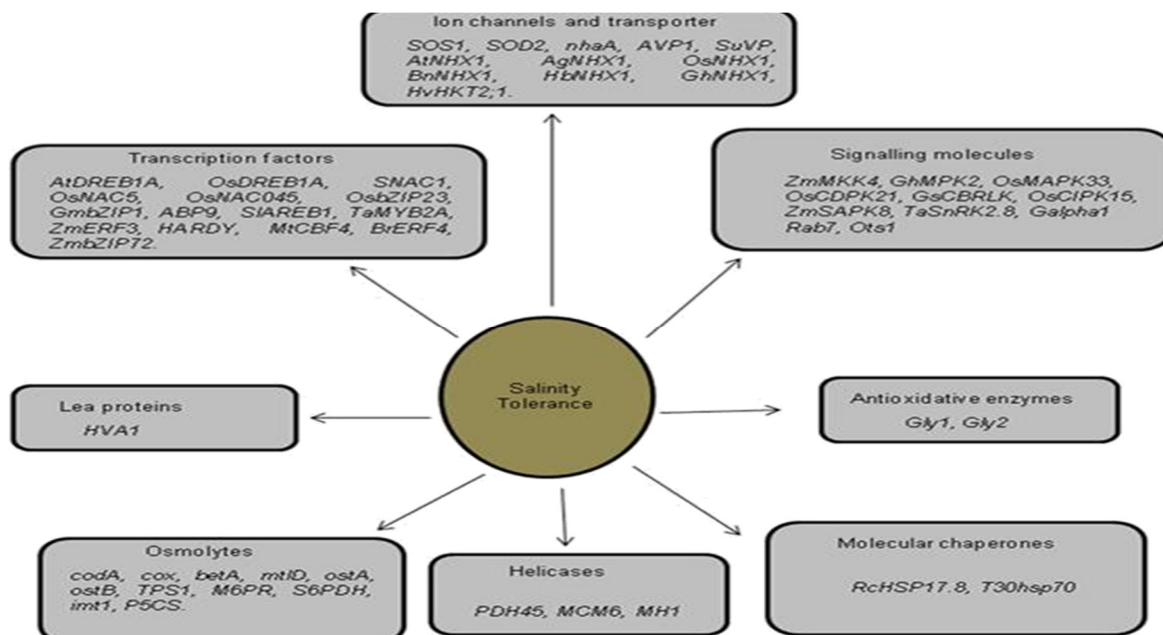 Ion channels and transporter
SOS1, SOD2, nhaA, AVP1, SuVP,
AtNHX1, AgNHX1, OsNHX1,
BnNHX1, HbNHX1, GhNHX1,
HvHKT2;1.
Transcription factors
AtDREB1A, OsDREB1A, SNAC1,
OsNAC5, OsNAC045, OsbZIP23,
GmbZIP1, ABP9, SlAREB1, TaMYB2A,
ZmERF3, HARDY, MtCBF4, BrERF4,
ZmbZIP72.
Signalling molecules
ZmMKK4, GhMPK2, OsMAPK33,
OsCDPK21, GsCBRLK, OsCIPK15,
ZmSAPK8, TaSnRK2.8, Galpha1
Rab7, Ots1
Salinity
Tolerance
Lea proteins
HVA1
Antioxidative enzymes
Gly1, Gly2
Osmolytes
codA, cox, betA, mtlD, ostA,
ostB, TPS1, M6PR, S6PDH,
imt1, P5CS.
Helicases
PDH45, MCM6, MH1
Molecular chaperones
RcHSP17.8, T30hsp70